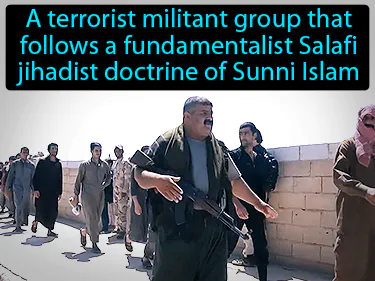 A terrorist militant group that
follows a fundamentalist Salafi
jihadist doctrine of Sunni Islam